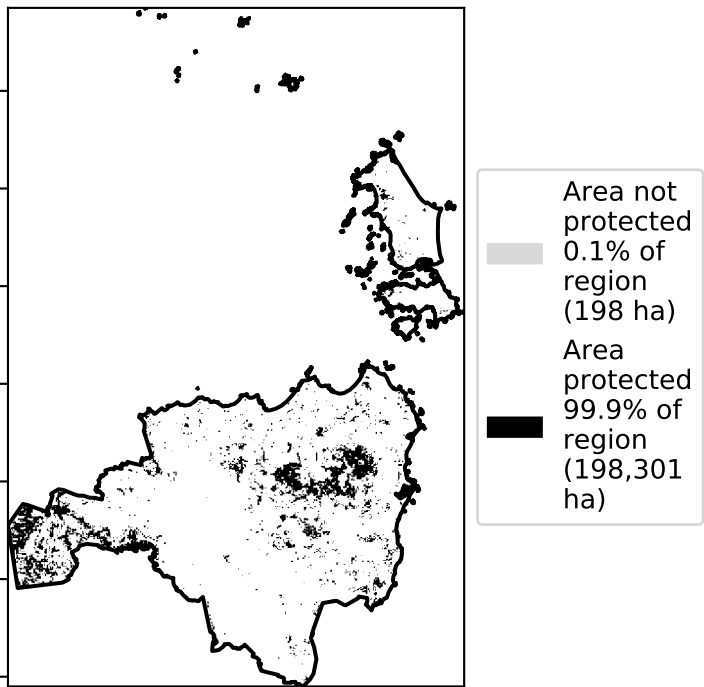 Area not
protected
0.1% of
region
(198 ha)
Area
protected
99.9% of
region
(198,301
ha)